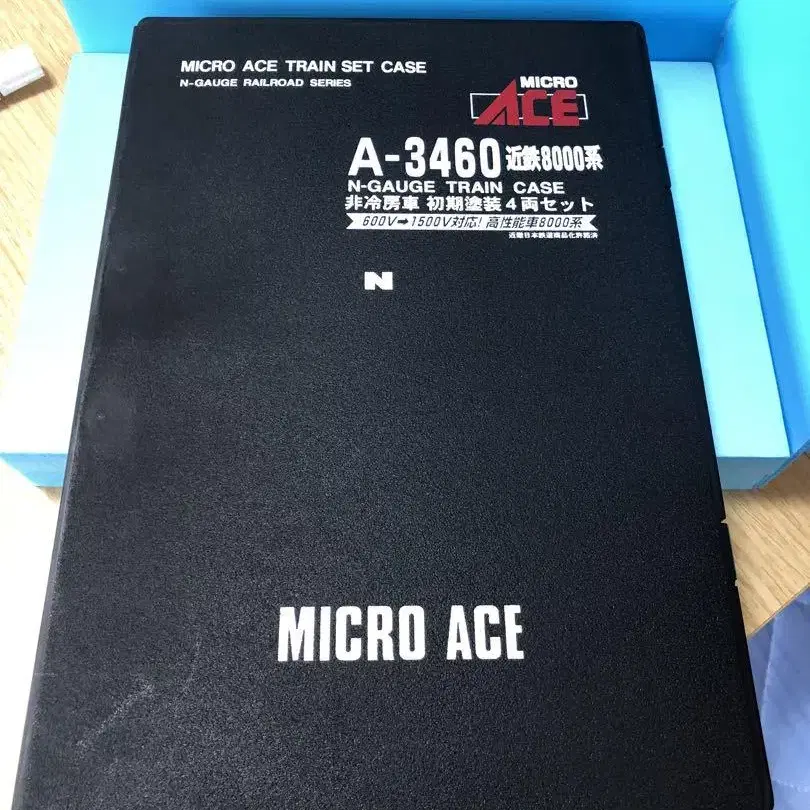 MICRO ACE TRAIN SET CASE
N-GAUGE RAILROAD SERIES
MICRO
ACE
A-3460 近鉄8000系
N-GAUGE TRAIN CASE
非冷房車 初期塗装4両セット
600V➡1500V対応! 高性能車8000系
近畿日本鉄道商品化許諾済
N
MICRO ACE